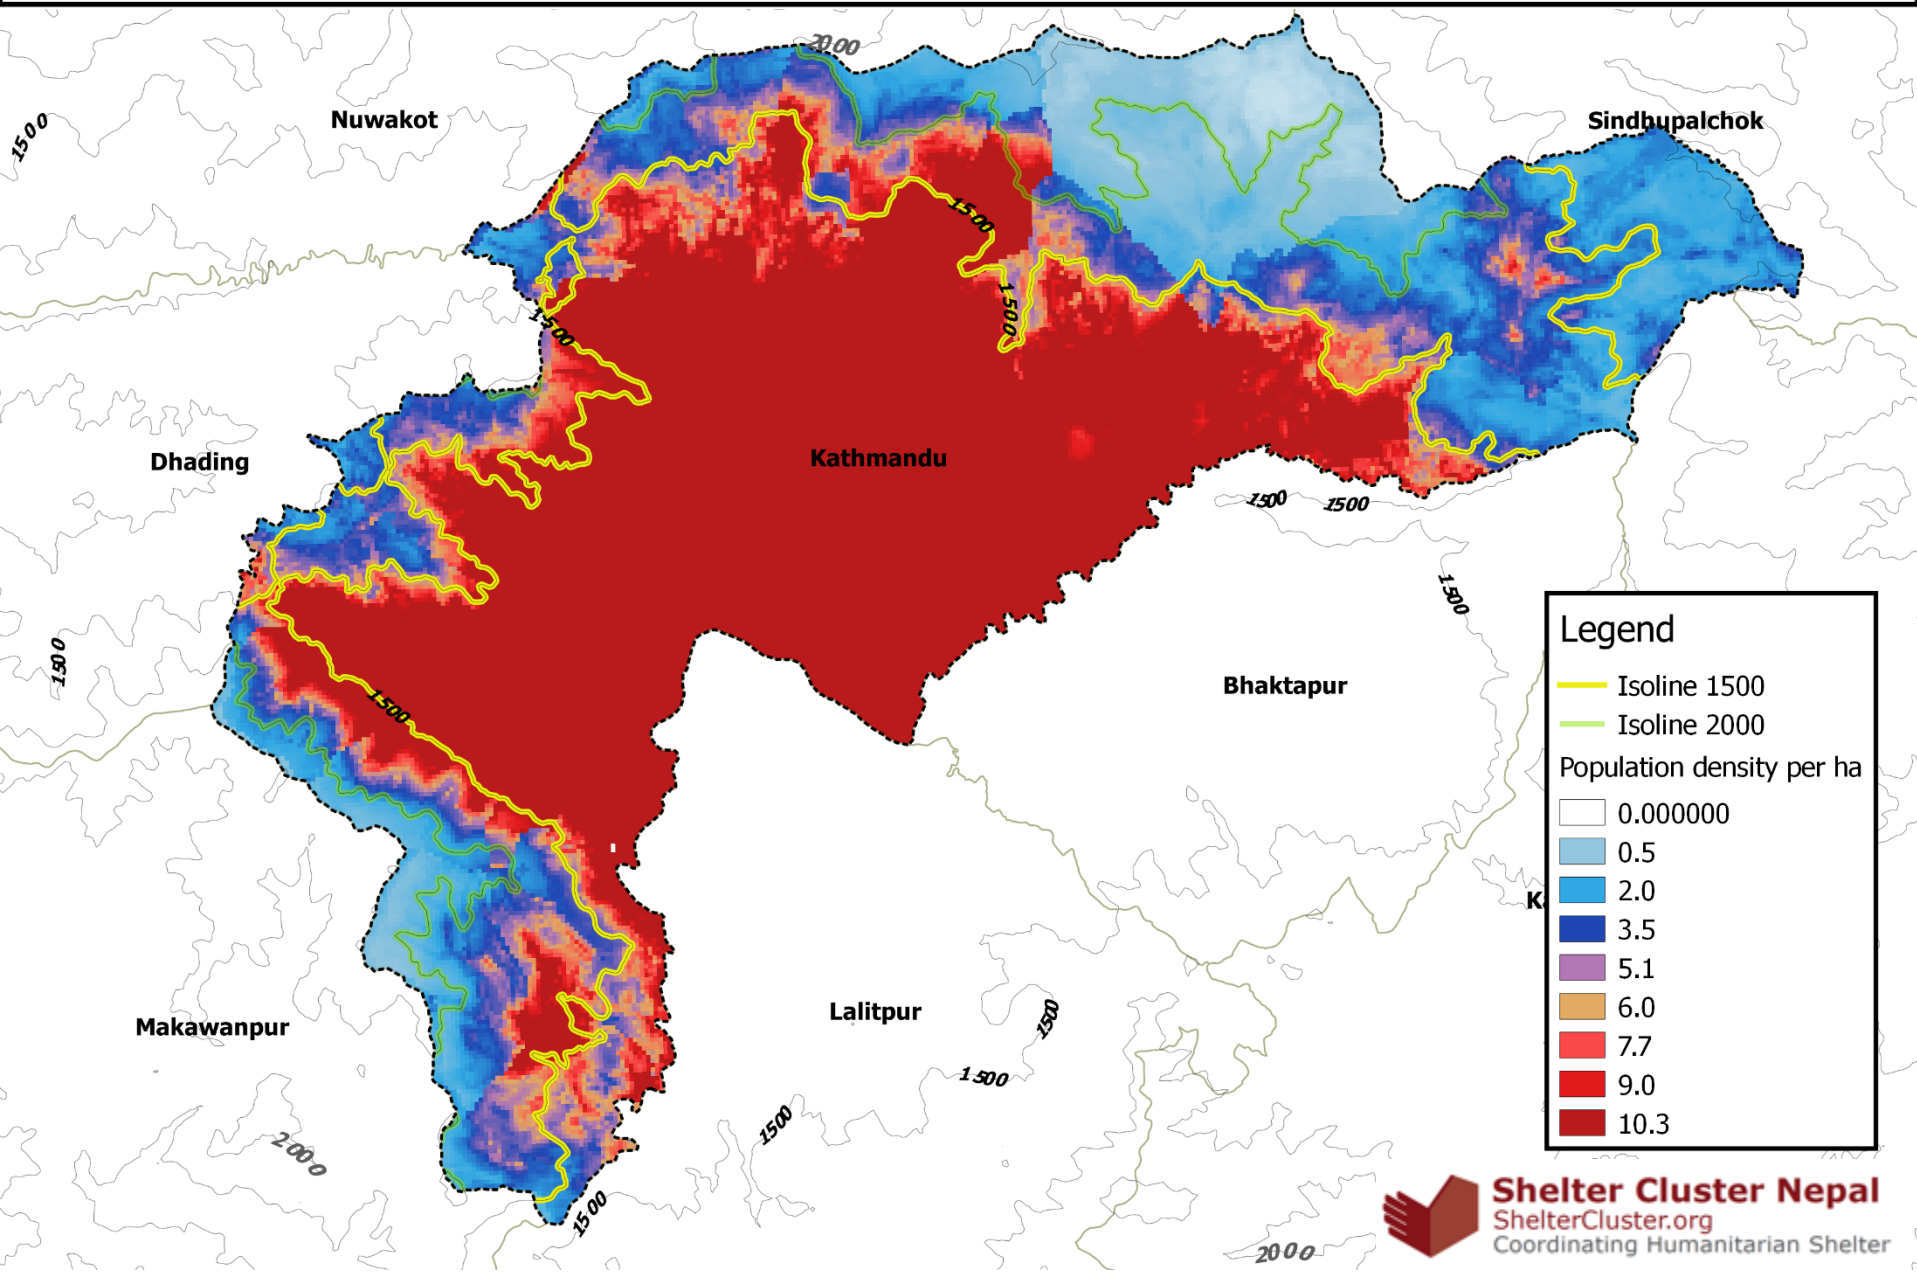 2000
1500
Nuwakot
Sindhupalchok
1500
1500
1500
Dhading
Kathmandu
1500
1500
1500
1500
Bhaktapur
1500
Makawanpur
Lalitpur
1500
1500
1500
2000
1500
2000
Legend
Isoline 1500
Isoline 2000
Population density per ha
0.000000
0.5
2.0
3.5
5.1
6.0
7.7
9.0
10.3
Shelter Cluster Nepal
ShelterCluster.org
Coordinating Humanitarian Shelter